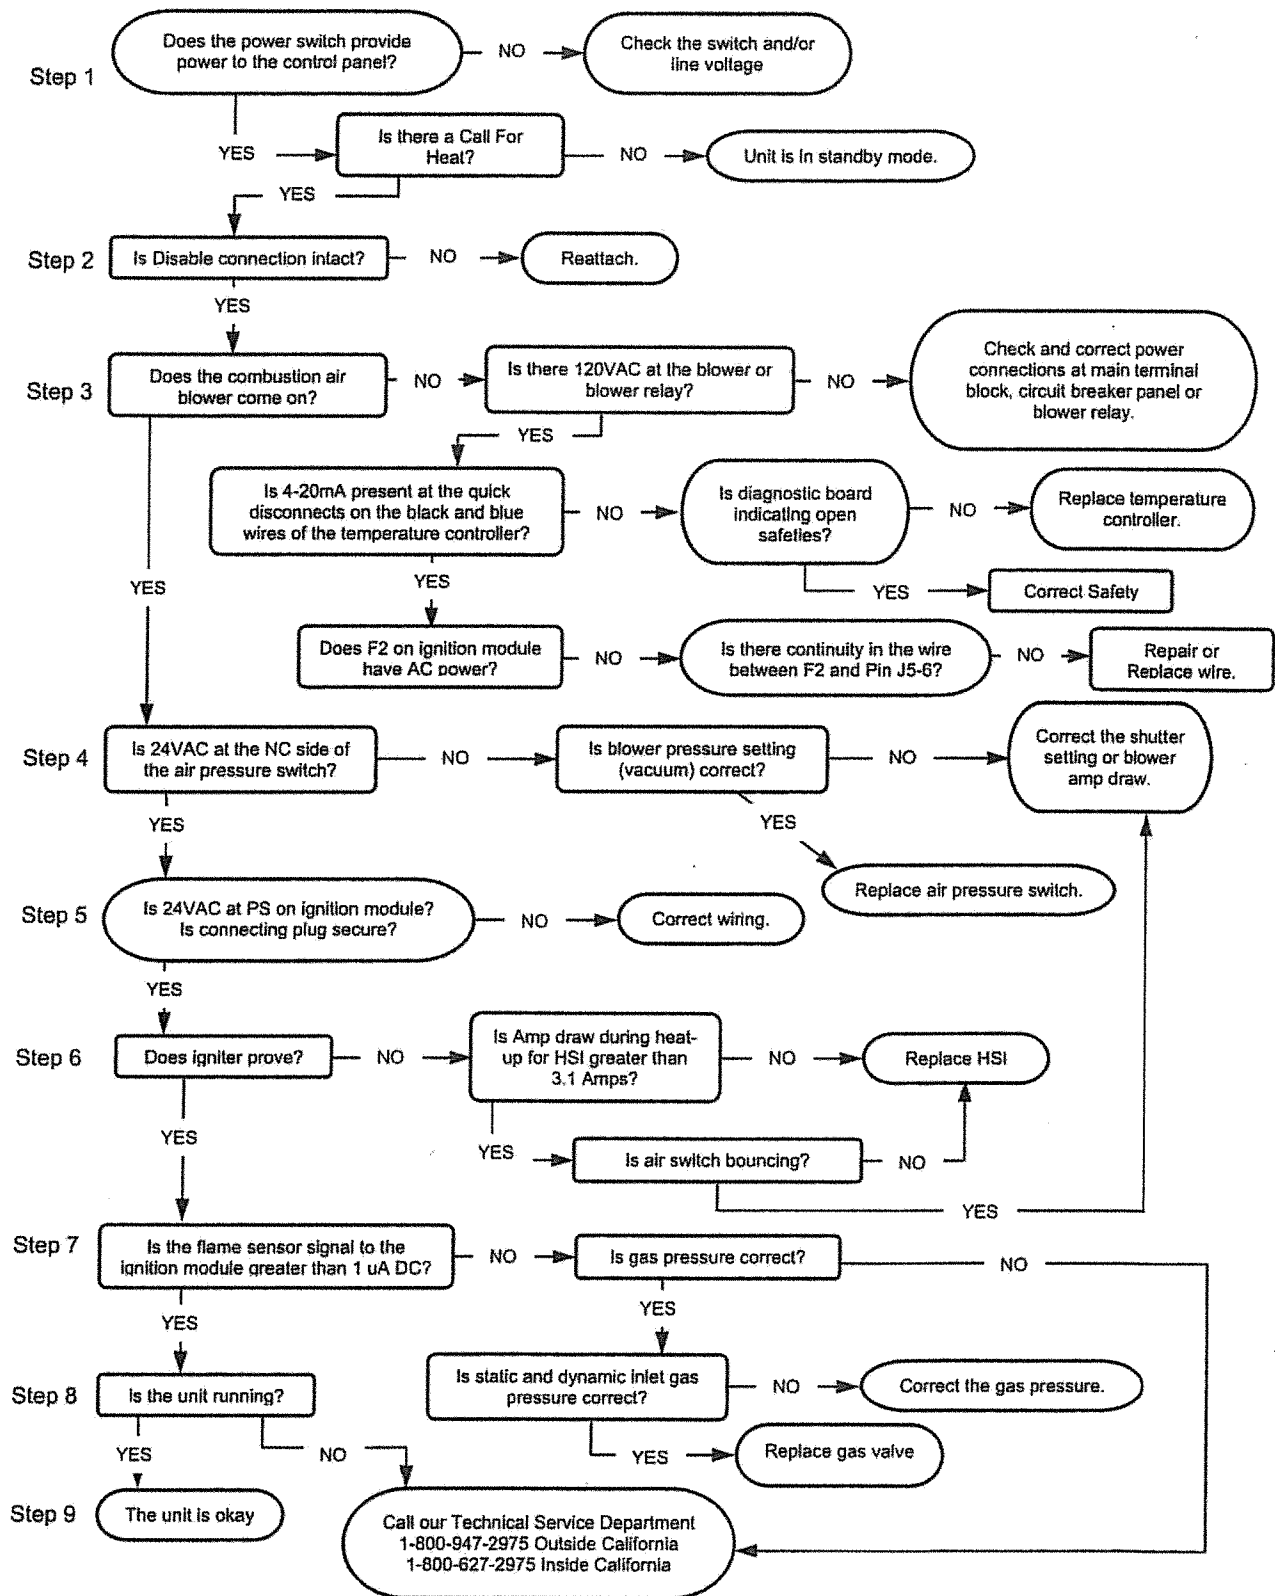 Does the power switch provide
power to the control panel?
NO
Check the switch and/or
line voltage
Step 1
YES
Is there a Call For
Heat?
NO
Unit is in standby mode.
YES
Step 2
Is Disable connection intact?
NO
Reattach.
YES
Step 3
Does the combustion air
blower come on?
NO
Is there 120VAC at the blower or
blower relay?
NO
Check and correct power
connections at main terminal
block, circuit breaker panel or
blower relay.
YES
Is 4-20mA present at the quick
disconnects on the black and blue
wires of the temperature controller?
NO
Is diagnostic board
indicating open
safeties?
NO
Replace temperature
controller.
YES
YES
YES
Correct Safety
Does F2 on ignition module
have AC power?
NO
Is there continuity in the wire
between F2 and Pin J5-6?
NO
Repair or
Replace wire.
Step 4
Is 24VAC at the NC side of
the air pressure switch?
NO
Is blower pressure setting
(vacuum) correct?
NO
Correct the shutter
setting or blower
amp draw.
YES
YES
Replace air pressure switch.
Step 5
Is 24VAC at PS on ignition module?
Is connecting plug secure?
NO
Correct wiring.
YES
Step 6
Does igniter prove?
NO
Is Amp draw during heat-
up for HSI greater than
3.1 Amps?
NO
Replace HSI
YES
YES
Is air switch bouncing?
NO
YES
Step 7
Is the flame sensor signal to the
ignition module greater than 1 uA DC?
NO
Is gas pressure correct?
NO
YES
YES
Step 8
Is the unit running?
Is static and dynamic inlet gas
pressure correct?
NO
Correct the gas pressure.
YES
NO
YES
Replace gas valve
Step 9
The unit is okay
Call our Technical Service Department
1-800-947-2975 Outside California
1-800-627-2975 Inside California